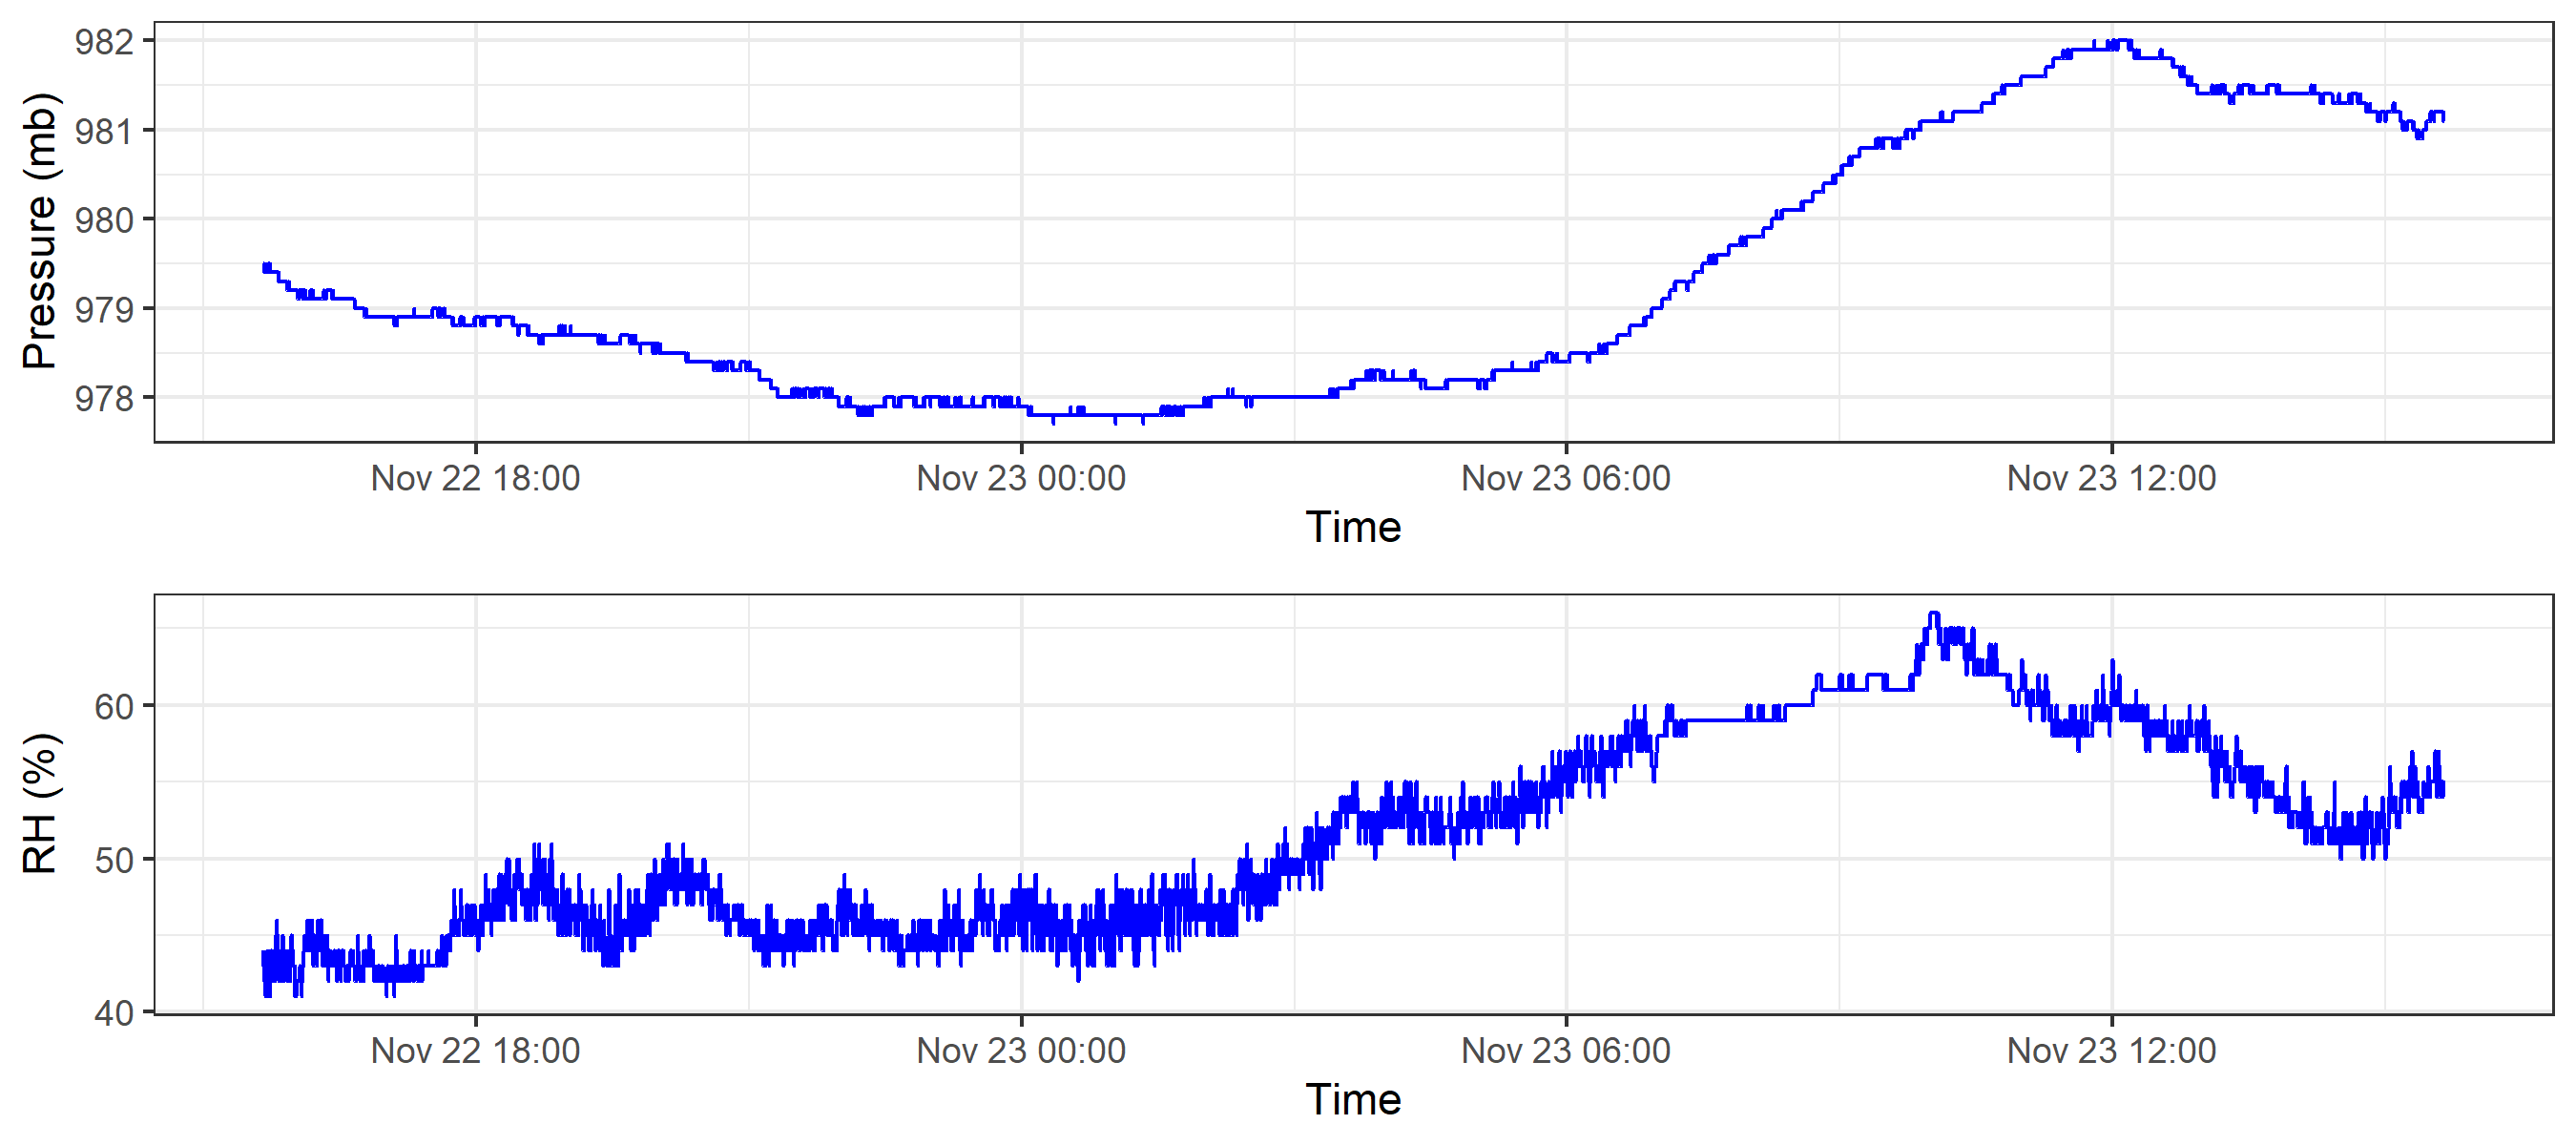 Pressure (mb)
982
981
980
979
978
Nov 22 18:00
Nov 23 00:00
Nov 23 06:00
Nov 23 12:00
Time
RH (%)
60
50
40
Nov 22 18:00
Nov 23 00:00
Nov 23 06:00
Nov 23 12:00
Time